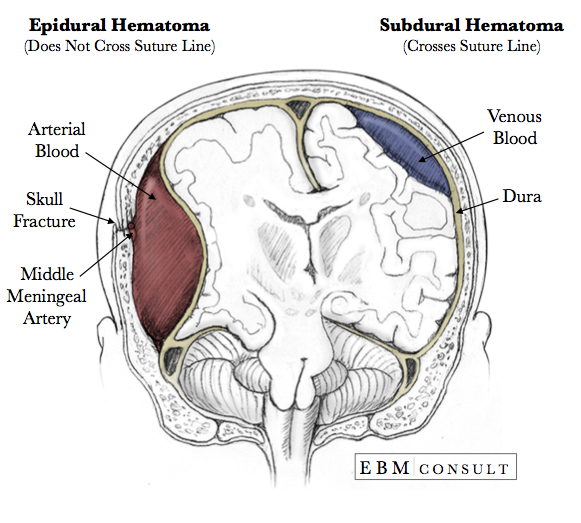 Epidural Hematoma
(Does Not Cross Suture Line)
Subdural Hematoma
(Crosses Suture Line)
Arterial
Blood
Skull
Fracture
Middle
Meningeal
Artery
Venous
Blood
Dura
EBM CONSULT